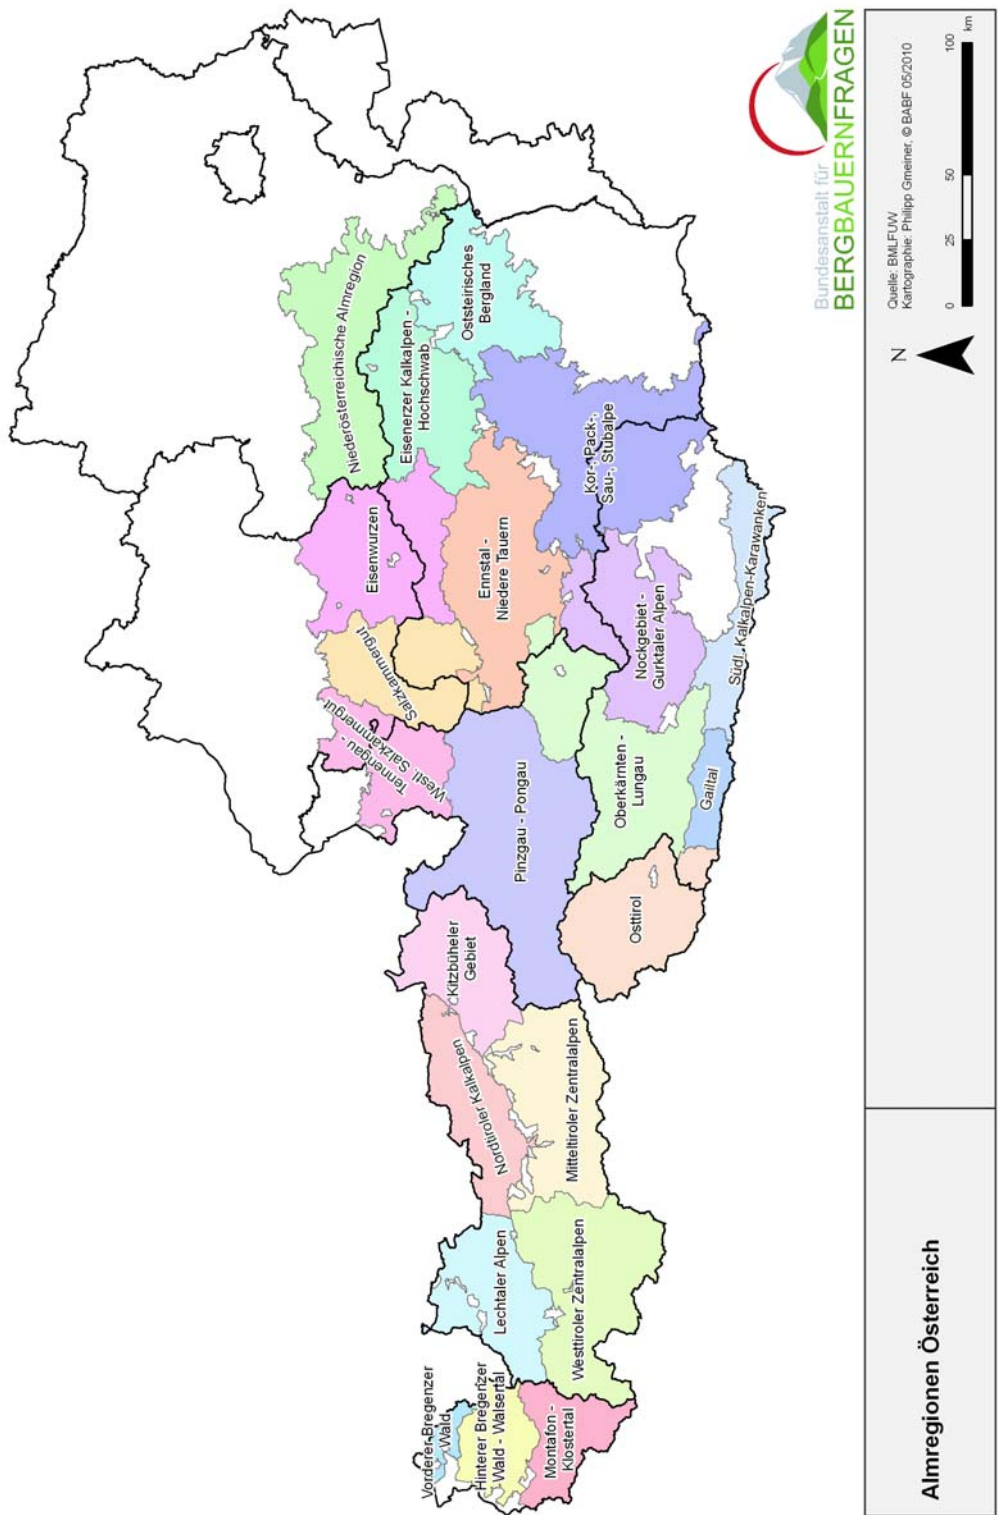 Vorderer Bregenzer
Wald
Hinterer Bregenzer
Wald - Walsertal
Montafon -
Klostertal
Lechtaler Alpen
Westtiroler Zentralalpen
Nordtiroler Kalkalpen
Mitteltiroler Zentralalpen
Kitzbüheler
Gebiet
Pinzgau - Pongau
Osttirol
Tennengau -
Westl. Salzkammergut
Salzkammergut
Oberkärnten -
Lungau
Gailtal
Eisenwurzen
Ennstal -
Niedere Tauern
Nockgebiet -
Gurktaler Alpen
Südl. Kalkalpen-Karawanken
Niederösterreichische Almregion
Eisenerzer Kalkalpen -
Hochschwab
Oststeirisches
Bergland
Kor-, Pack-,
Sau-, Stubalpe
Bundesanstalt für
BERGBAUERNFRAGEN
Almregionen Österreich
N
Quelle: BMLFUW
Kartographie: Philipp Gmeiner, © BABF 05/2010
0 25 50 100
km